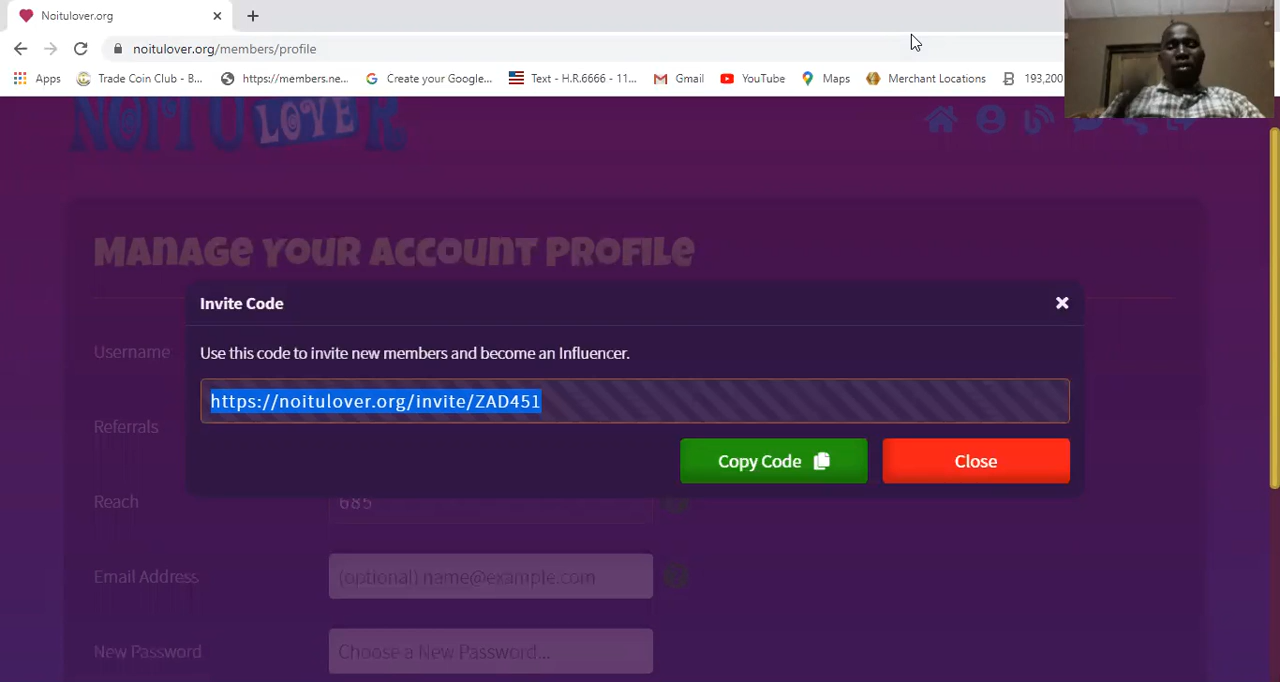 Noitulover.org
noitulover.org/members/profile
Apps Trade Coin Club - B... https://members.ne... Create your Google... Text - H.R.6666 - 11... Gmail YouTube Maps Merchant Locations 193,200
NOITULOVER
Manage your Account Profile
Invite Code
Username
Use this code to invite new members and become an Influencer.
https://noitulover.org/invite/ZAD451
Referrals
Copy Code Close
Reach 685
Email Address (optional) name@example.com
New Password Choose a New Password...